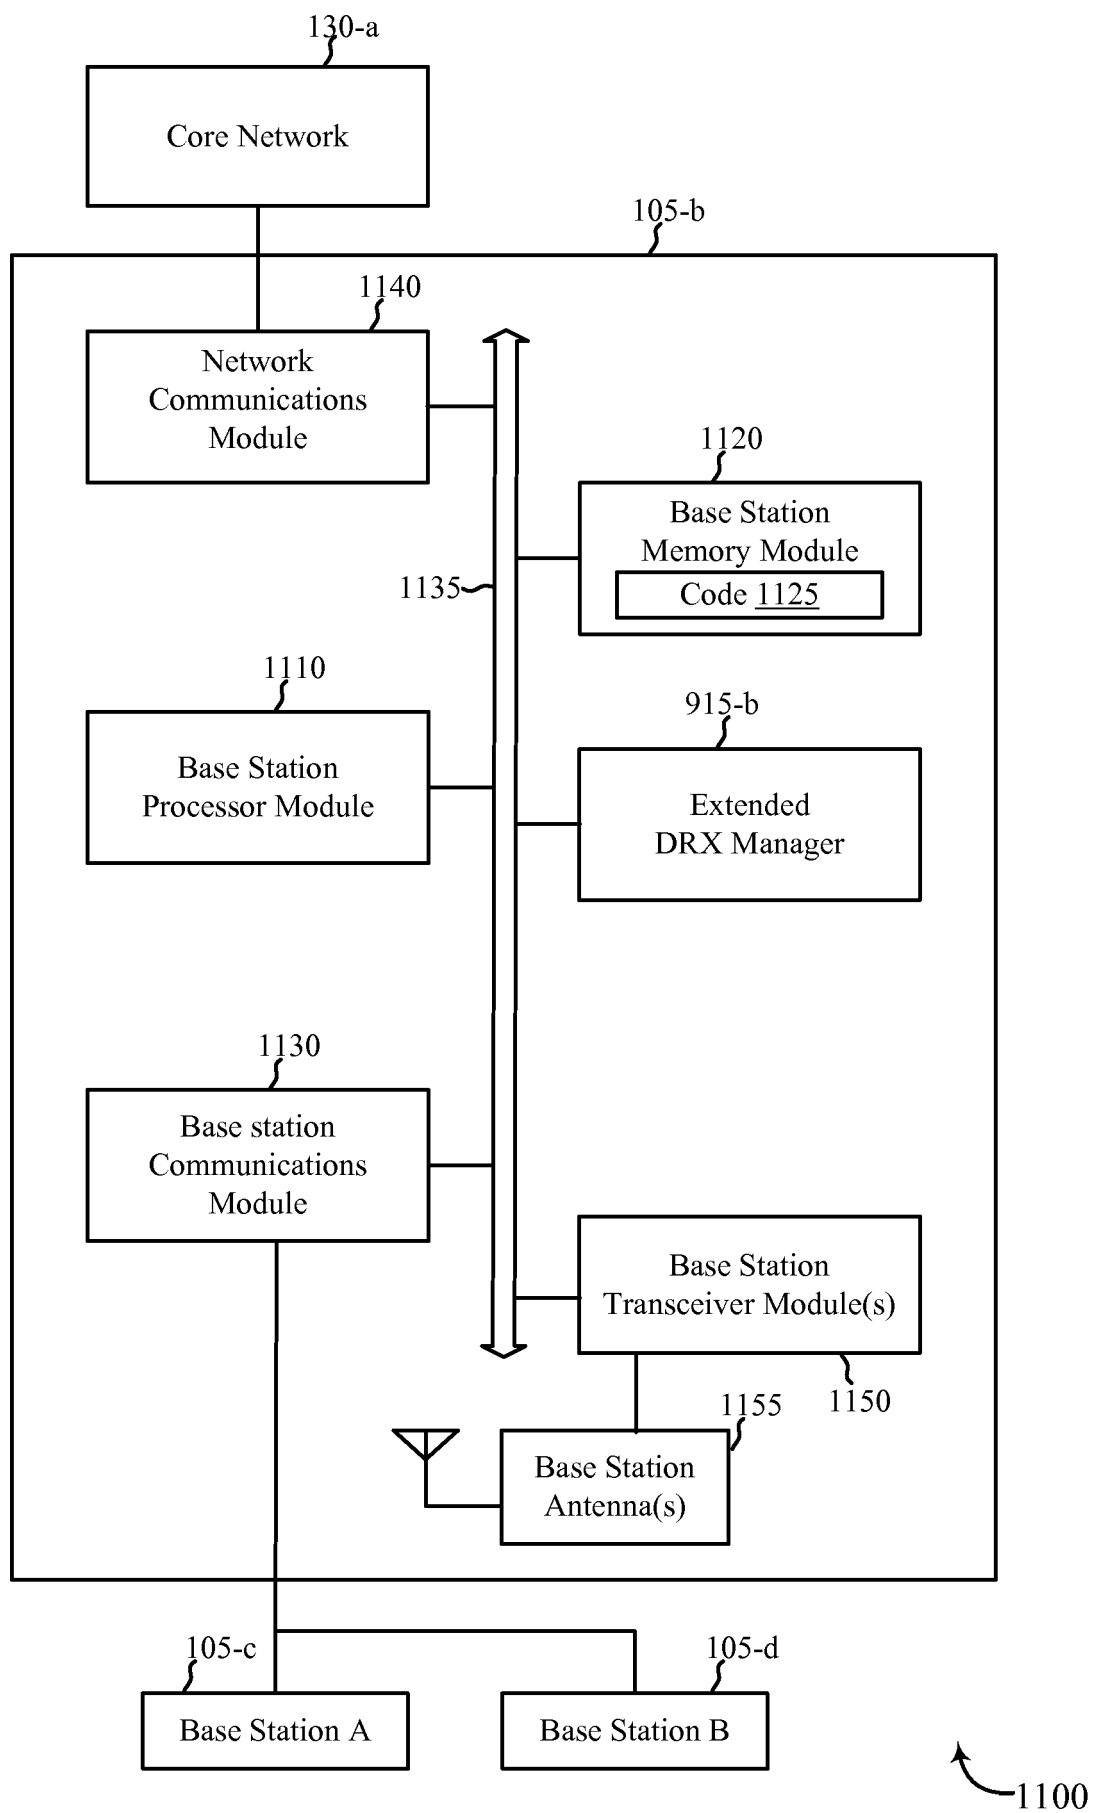 130-a
Core Network
105-b
1140
Network
Communications
Module
1120
Base Station
Memory Module
Code 1125
1135
1110
Base Station
Processor Module
915-b
Extended
DRX Manager
1130
Base station
Communications
Module
Base Station
Transceiver Module(s)
1150
1155
Base Station
Antenna(s)
105-c
Base Station A
105-d
Base Station B
1100